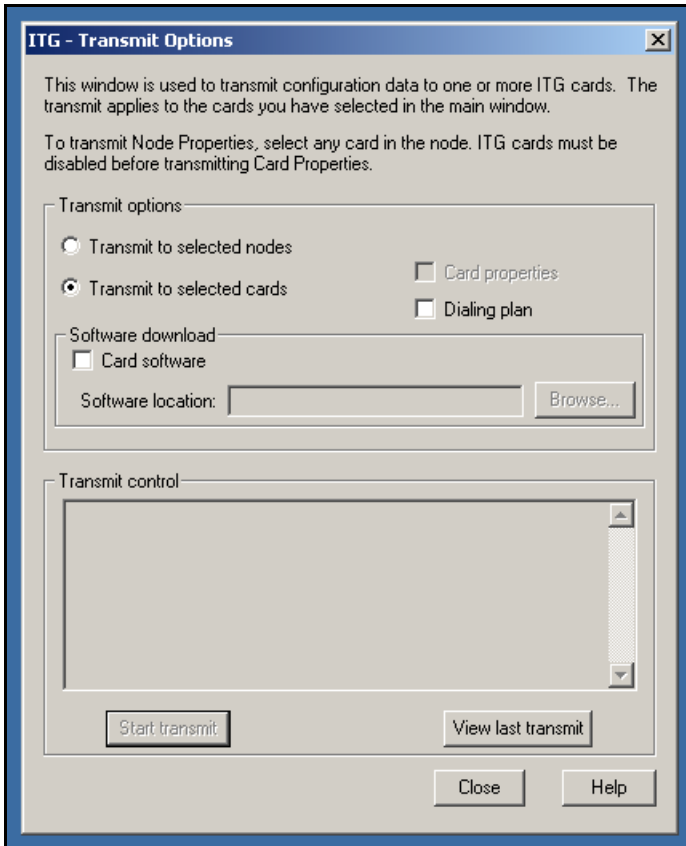 ITG - Transmit Options
This window is used to transmit configuration data to one or more ITG cards. The
transmit applies to the cards you have selected in the main window.
To transmit Node Properties, select any card in the node. ITG cards must be
disabled before transmitting Card Properties.
Transmit options
Transmit to selected nodes
Transmit to selected cards
Card properties
Dialing plan
Software download
Card software
Software location:
Browse...
Transmit control
Start transmit
View last transmit
Close
Help